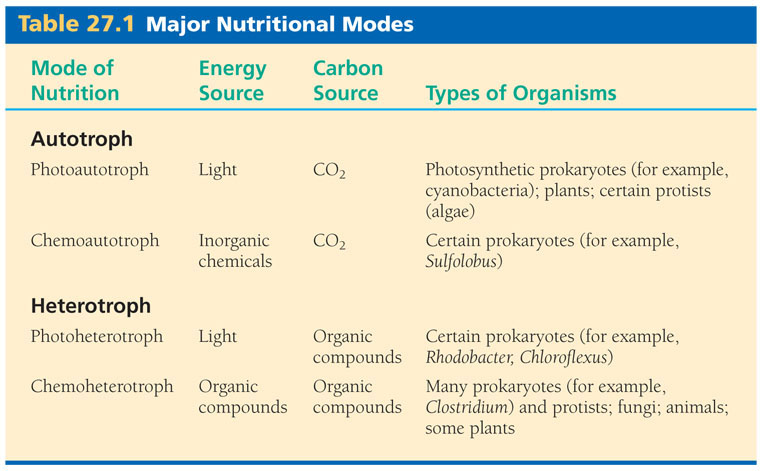 Table 27.1 Major Nutritional Modes
Mode of Energy Carbon
Nutrition Source Source Types of Organisms
Autotroph
Photoautotroph Light CO₂ Photosynthetic prokaryotes (for example,
cyanobacteria); plants; certain protists
(algae)
Chemoautotroph Inorganic CO₂ Certain prokaryotes (for example,
chemicals Sulfolobus)
Heterotroph
Photoheterotroph Light Organic Certain prokaryotes (for example,
compounds Rhodobacter, Chloroflexus)
Chemoheterotroph Organic Organic Many prokaryotes (for example,
compounds compounds Clostridium) and protists; fungi; animals;
some plants